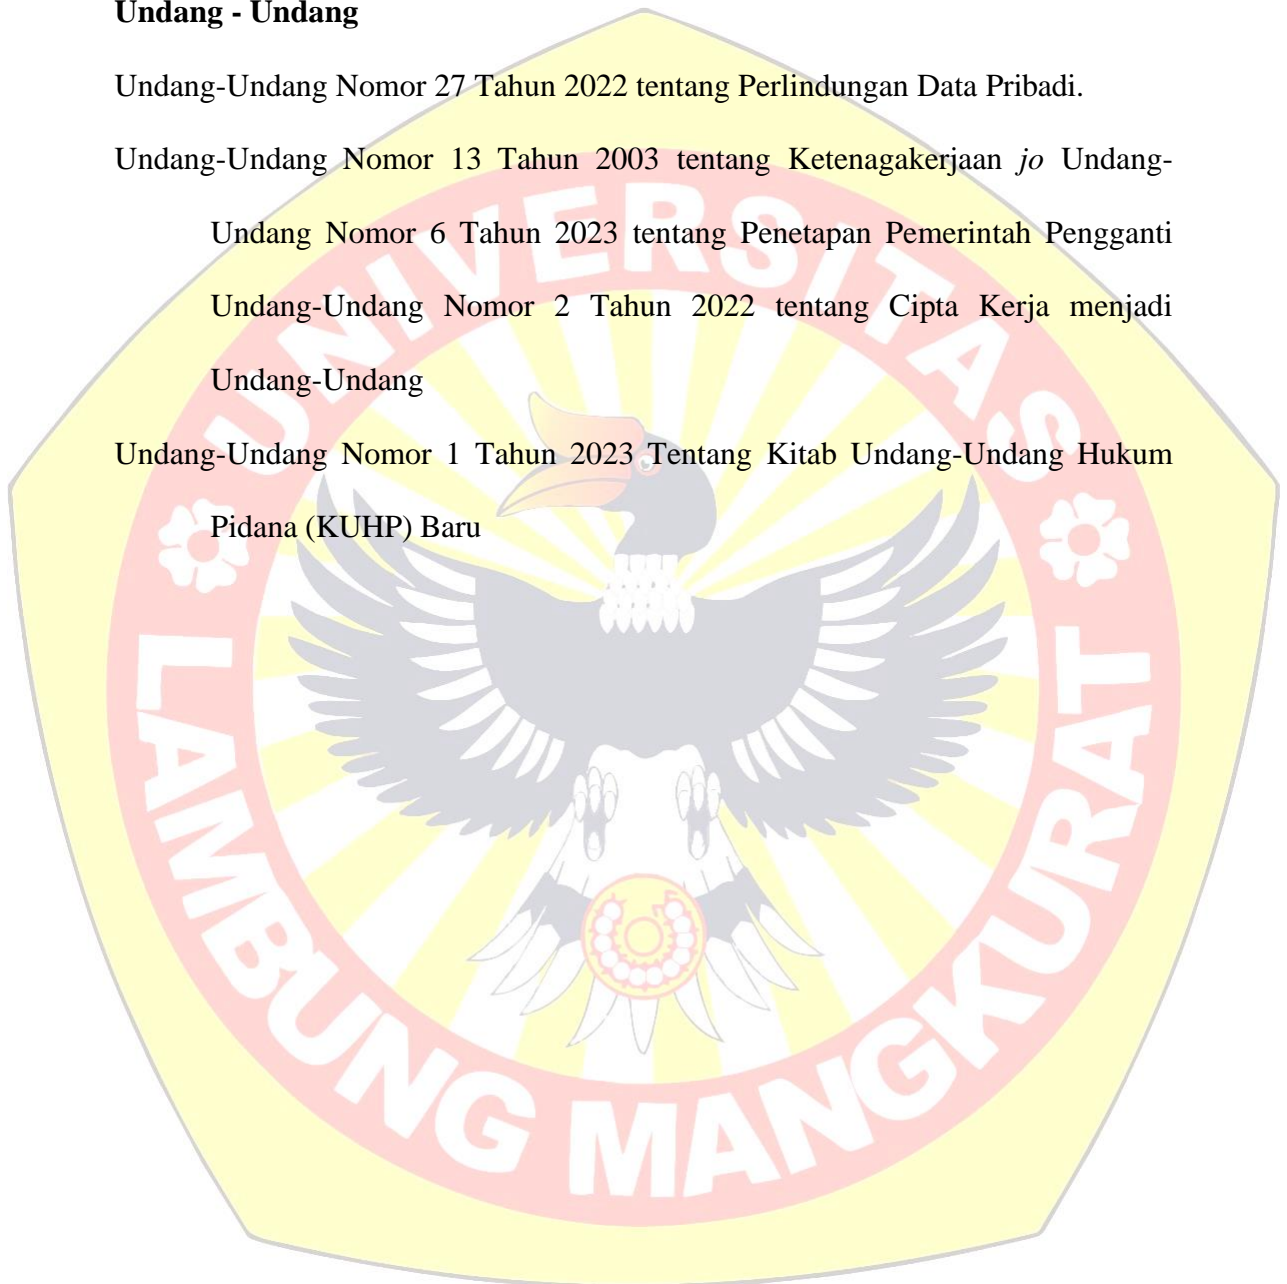 Undang - Undang
Undang-Undang Nomor 27 Tahun 2022 tentang Perlindungan Data Pribadi.
Undang-Undang Nomor 13 Tahun 2003 tentang Ketenagakerjaan jo Undang-
Undang Nomor 6 Tahun 2023 tentang Penetapan Pemerintah Pengganti
Undang-Undang Nomor 2 Tahun 2022 tentang Cipta Kerja menjadi
Undang-Undang
Undang-Undang Nomor 1 Tahun 2023 Tentang Kitab Undang-Undang Hukum
Pidana (KUHP) Baru
UNIVERSITAS
LAMBUNG MANGKURAT